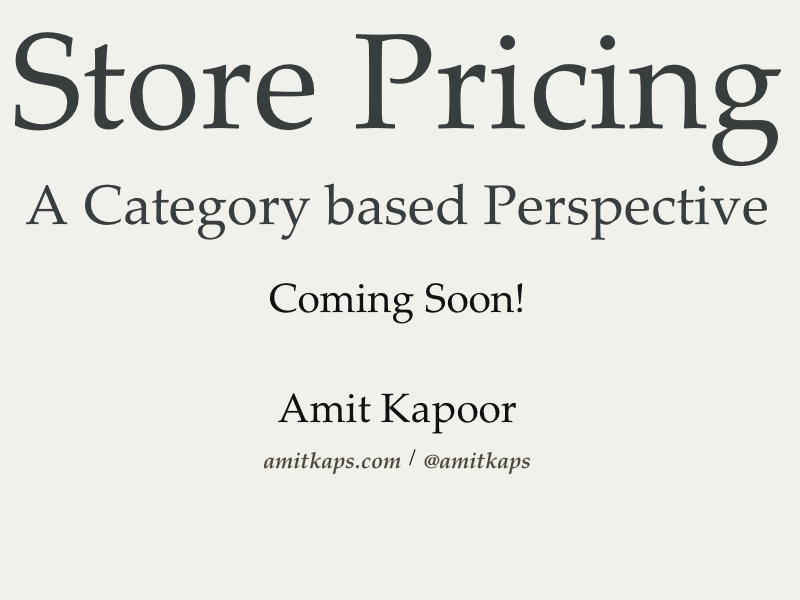 Store Pricing
A Category based Perspective
Coming Soon!
Amit Kapoor
amitkaps.com / @amitkaps